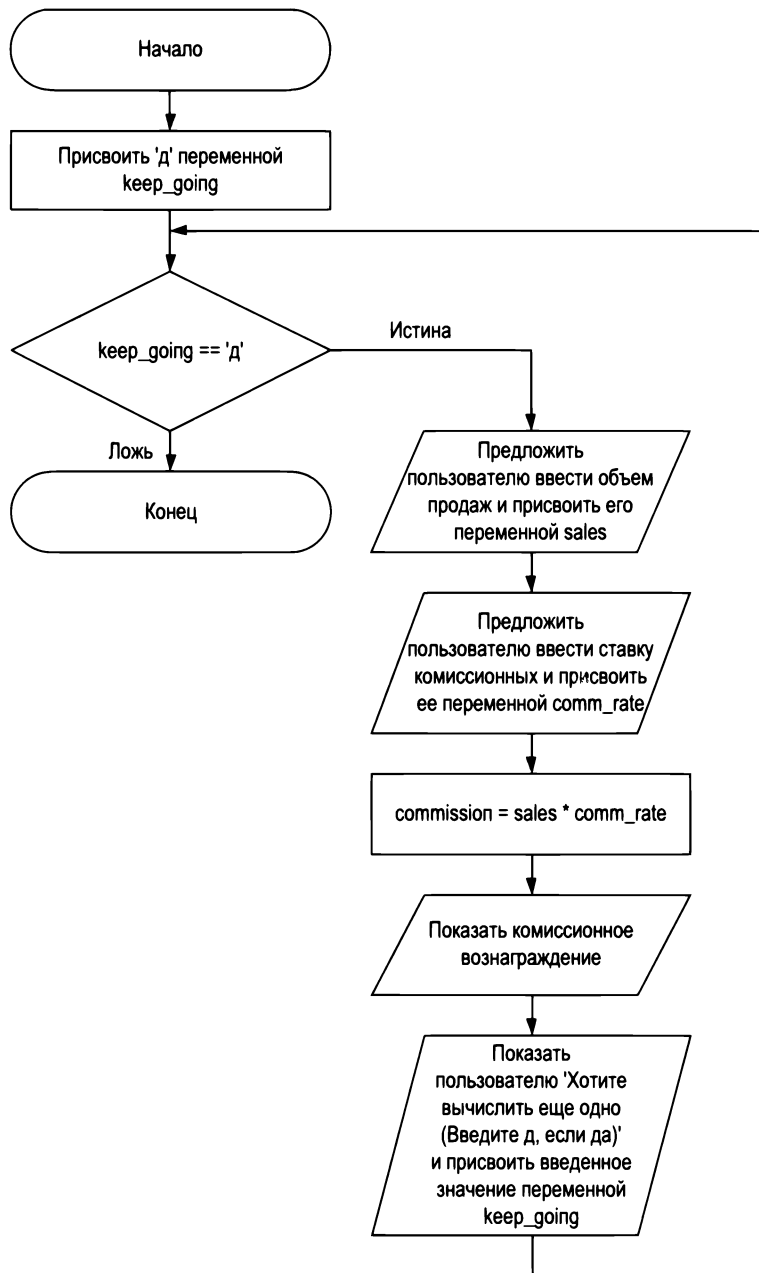 Начало
Присвоить 'д' переменной
keep_going
keep_going == 'д'
Истина
Ложь
Конец
Предложить
пользователю ввести объем
продаж и присвоить его
переменной sales
Предложить
пользователю ввести ставку
комиссионных и присвоить
ее переменной comm_rate
commission = sales * comm_rate
Показать комиссионное
вознаграждение
Показать
пользователю 'Хотите
вычислить еще одно
(Введите д, если да)'
и присвоить введенное
значение переменной
keep_going